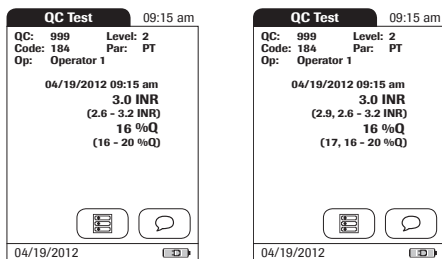 QC Test 09:15 am
QC: 999 Level: 2
Code: 184 Par: PT
Op: Operator 1
04/19/2012 09:15 am
3.0 INR
(2.6 - 3.2 INR)
16 %Q
(16 - 20 %Q)
04/19/2012
QC Test 09:15 am
QC: 999 Level: 2
Code: 184 Par: PT
Op: Operator 1
04/19/2012 09:15 am
3.0 INR
(2.9, 2.6 - 3.2 INR)
16 %Q
(17, 16 - 20 %Q)
04/19/2012